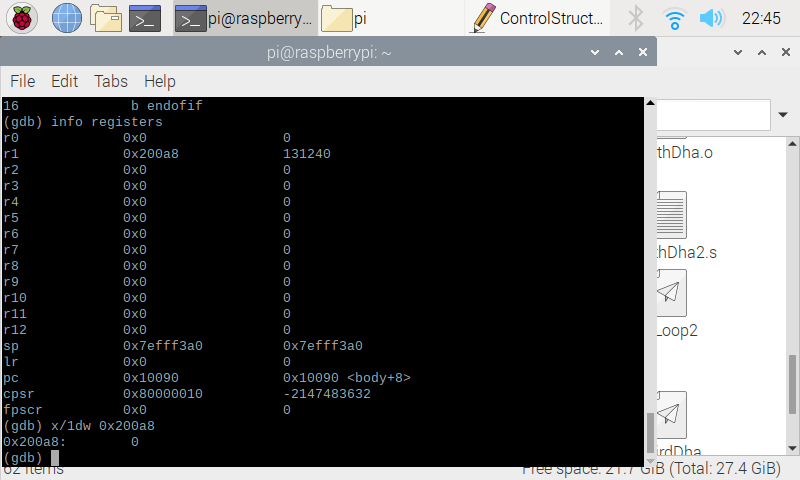 pi@raspberry...
pi
ControlStruct...
22:45
pi@raspberrypi: ~
File Edit Tabs Help
16 b endofif
(gdb) info registers
r0 0x0 0
r1 0x200a8 131240
r2 0x0 0
r3 0x0 0
r4 0x0 0
r5 0x0 0
r6 0x0 0
r7 0x0 0
r8 0x0 0
r9 0x0 0
r10 0x0 0
r11 0x0 0
r12 0x0 0
sp 0x7efff3a0 0x7efff3a0
lr 0x0 0
pc 0x10090 0x10090 <body+8>
cpsr 0x80000010 -2147483632
fpscr 0x0 0
(gdb) x/1dw 0x200a8
0x200a8: 0
(gdb)
thDha.o
thDha2.s
Loop2
irdDha
62 items
Free space: 21.7 GiB (Total: 27.4 GiB)